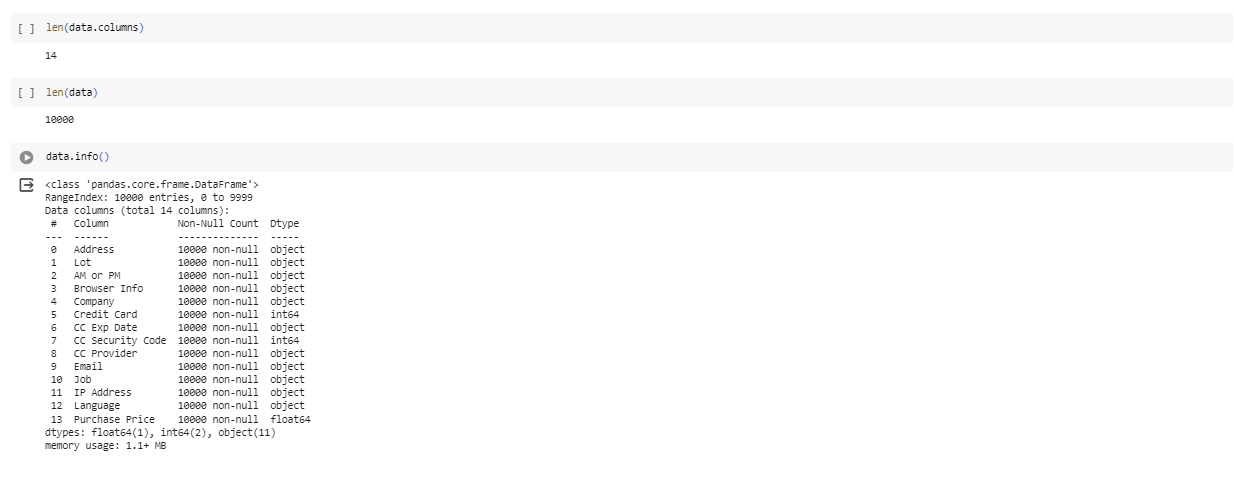 [ ] len(data.columns)
14
[ ] len(data)
10000
data.info()
<class 'pandas.core.frame.DataFrame'>
RangeIndex: 10000 entries, 0 to 9999
Data columns (total 14 columns):
 #   Column            Non-Null Count  Dtype
---  ------            --------------  -----
 0   Address           10000 non-null  object
 1   Lot               10000 non-null  object
 2   AM or PM          10000 non-null  object
 3   Browser Info      10000 non-null  object
 4   Company           10000 non-null  object
 5   Credit Card       10000 non-null  int64
 6   CC Exp Date       10000 non-null  object
 7   CC Security Code  10000 non-null  int64
 8   CC Provider       10000 non-null  object
 9   Email             10000 non-null  object
 10  Job               10000 non-null  object
 11  IP Address        10000 non-null  object
 12  Language          10000 non-null  object
 13  Purchase Price    10000 non-null  float64
dtypes: float64(1), int64(2), object(11)
memory usage: 1.1+ MB